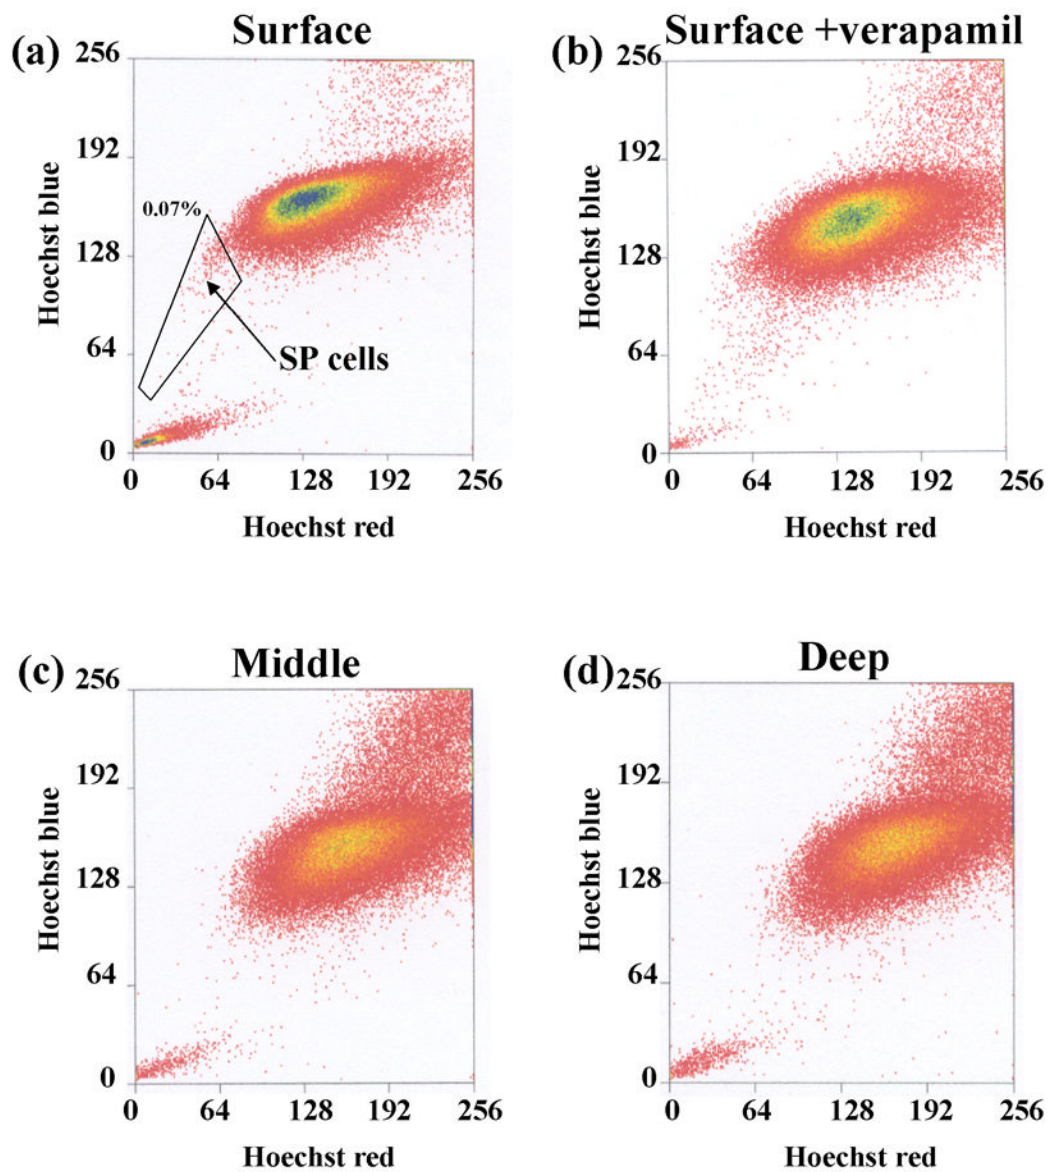 (a) Surface
256
192
128
64
0
Hoechst blue
0.07%
SP cells
0 64 128 192 256
Hoechst red
(b) Surface +verapamil
256
192
128
64
0
Hoechst blue
0 64 128 192 256
Hoechst red
(c) Middle
256
192
128
64
0
Hoechst blue
0 64 128 192 256
Hoechst red
(d) Deep
256
192
128
64
0
Hoechst blue
0 64 128 192 256
Hoechst red